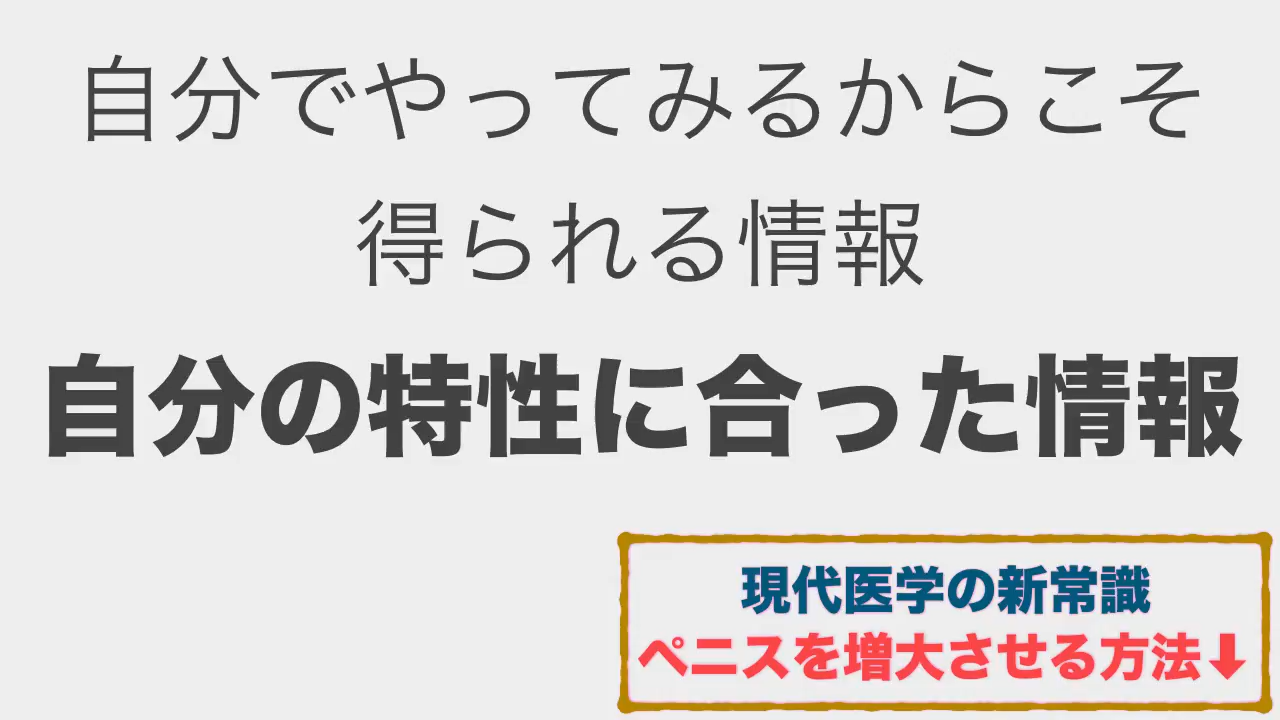 自分でやってみるからこそ
得られる情報
自分の特性に合った情報
現代医学の新常識
ペニスを増大させる方法⬇